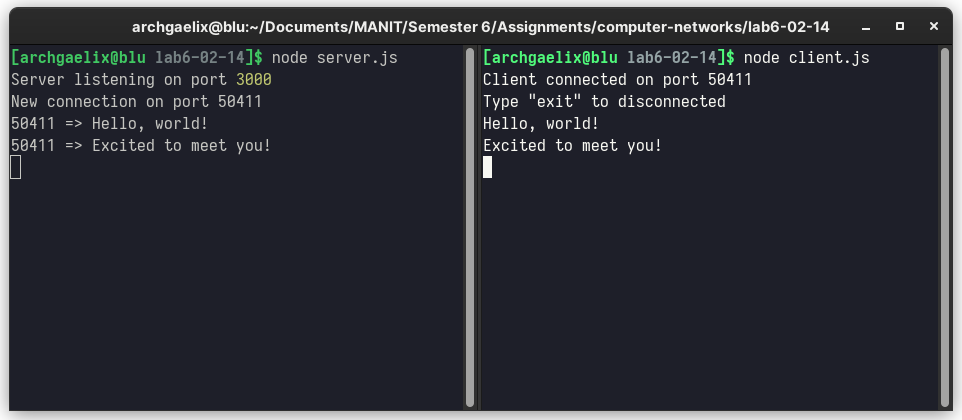 archgaelix@blu:~/Documents/MANIT/Semester 6/Assignments/computer-networks/lab6-02-14
[archgaelix@blu lab6-02-14]$ node server.js
Server listening on port 3000
New connection on port 50411
50411 => Hello, world!
50411 => Excited to meet you!
[archgaelix@blu lab6-02-14]$ node client.js
Client connected on port 50411
Type "exit" to disconnected
Hello, world!
Excited to meet you!